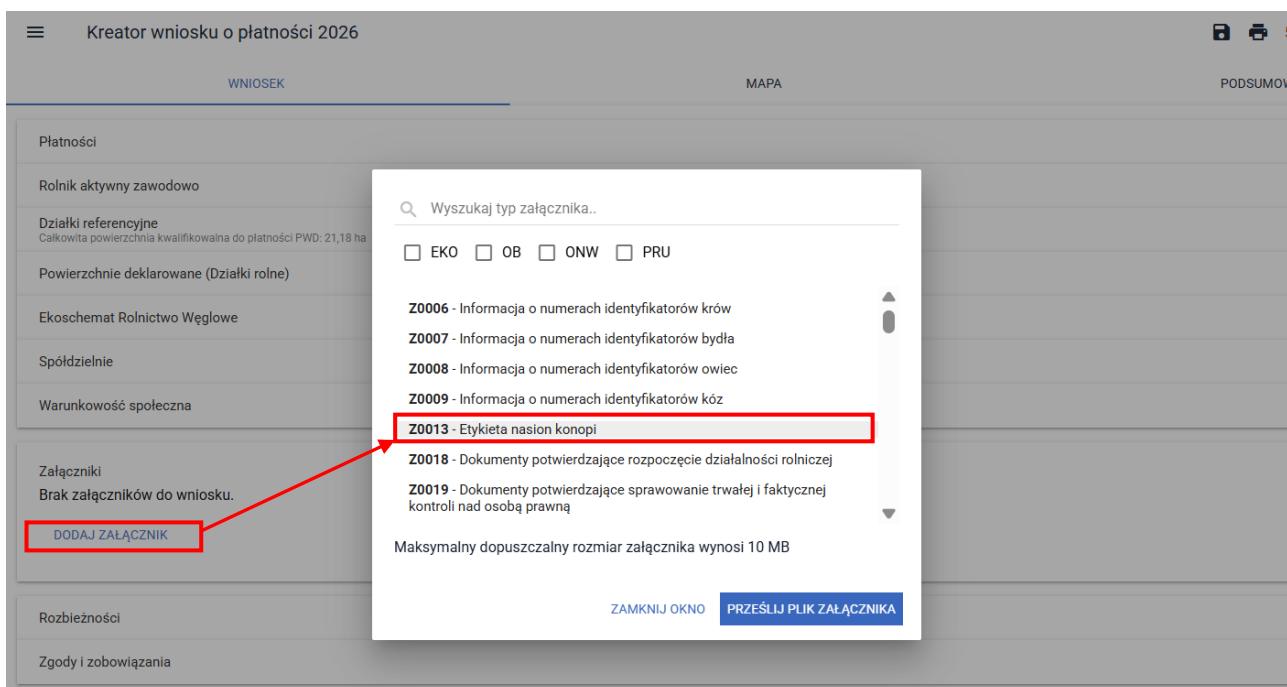 Kreator wniosku o płatności 2026
WNIOSEK
MAPA
Płatności
Rolnik aktywny zawodowo
Działki referencyjne
Całkowita powierzchnia kwalifikowalna do płatności PWD: 21,18 ha
Powierzchnie deklarowane (Działki rolne)
Ekoschemat Rolnictwo Węglowe
Spółdzielnie
Warunkowość społeczna
Załączniki
Brak załączników do wniosku.
DODAJ ZAŁĄCZNIK
Rozbieżności
Zgody i zobowiązania
Wyszukaj typ załącznika..
EKO OB ONW PRU
Z0006 - Informacja o numerach identyfikatorów krów
Z0007 - Informacja o numerach identyfikatorów bydła
Z0008 - Informacja o numerach identyfikatorów owiec
Z0009 - Informacja o numerach identyfikatorów kóz
Z0013 - Etykieta nasion konopi
Z0018 - Dokumenty potwierdzające rozpoczęcie działalności rolniczej
Z0019 - Dokumenty potwierdzające sprawowanie trwałej i faktycznej
kontroli nad osobą prawną
Maksymalny dopuszczalny rozmiar załącznika wynosi 10 MB
ZAMKNIJ OKNO
PRZEŚLIJ PLIK ZAŁĄCZNIKA